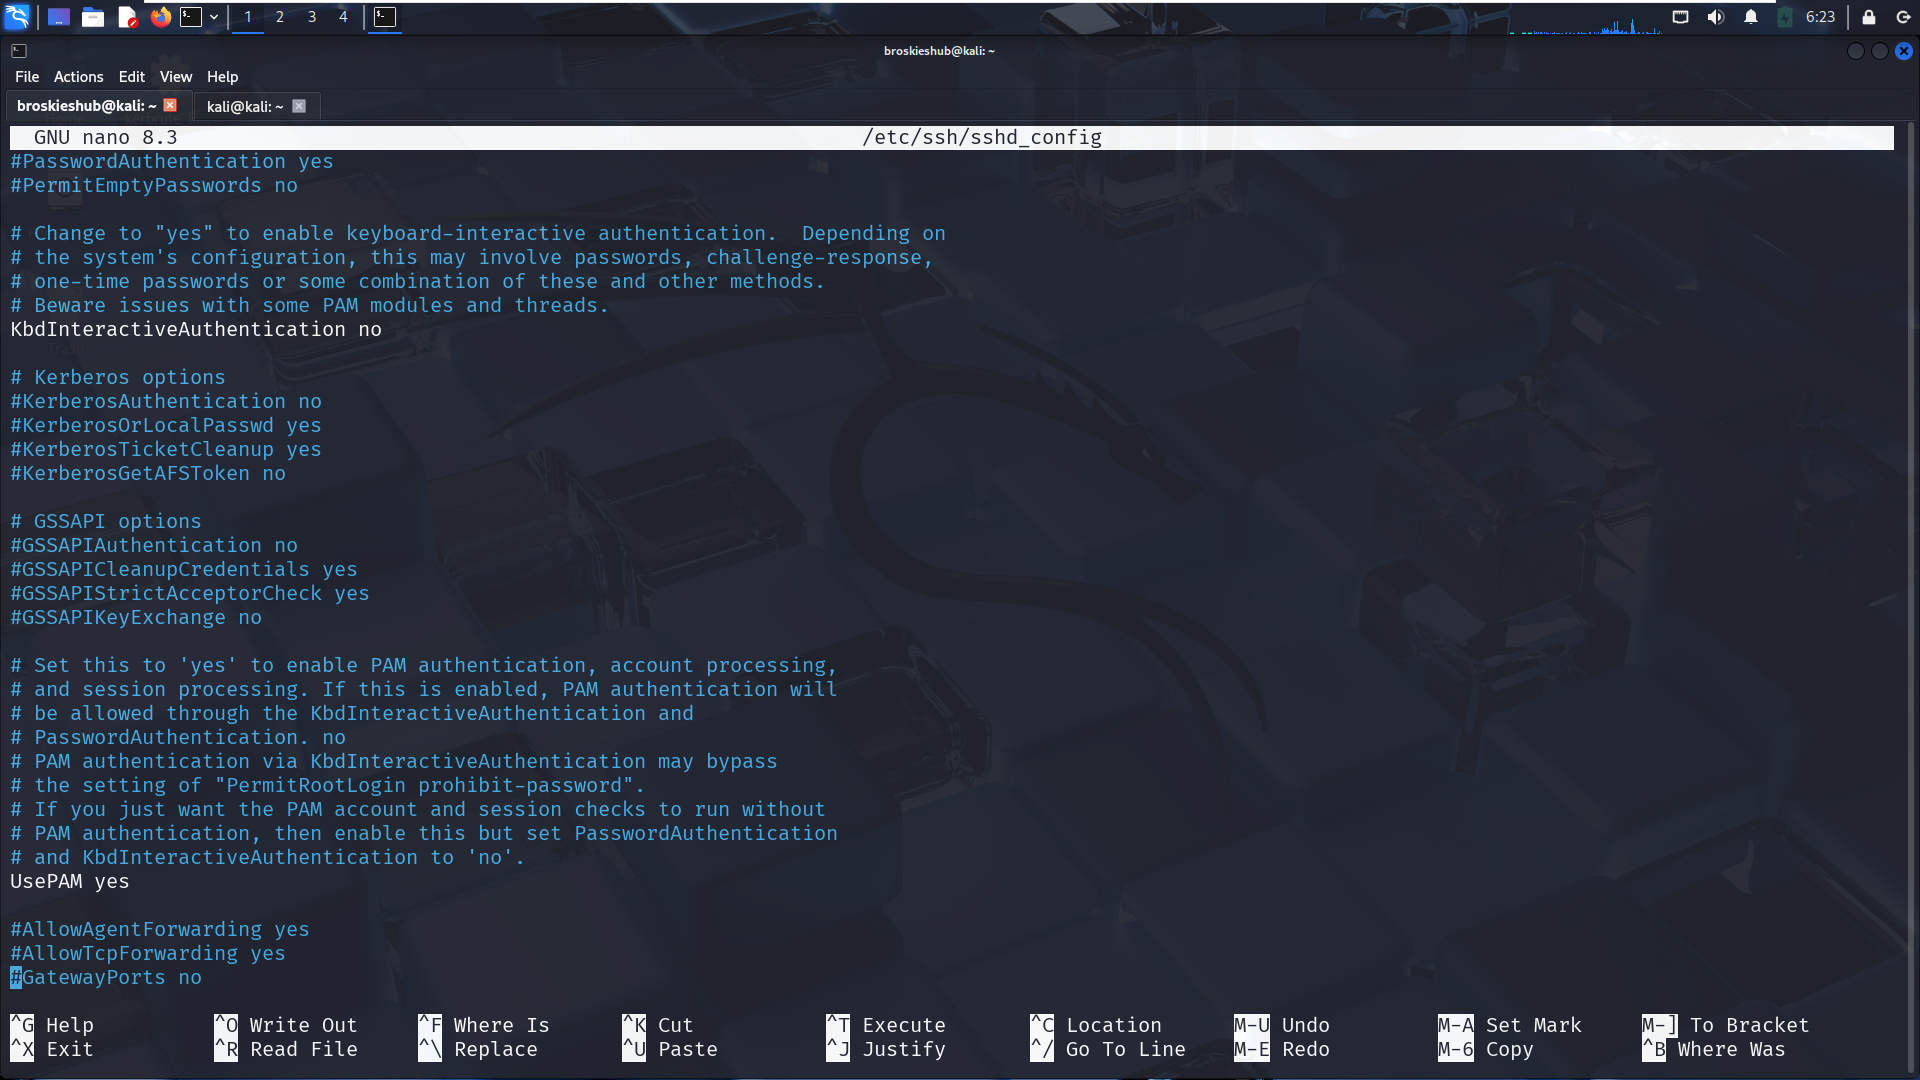 1 2 3 4 6:23
broskieshub@kali: ~
File Actions Edit View Help
broskieshub@kali: ~ kali@kali: ~
GNU nano 8.3 /etc/ssh/sshd_config
#PasswordAuthentication yes
#PermitEmptyPasswords no
# Change to "yes" to enable keyboard-interactive authentication.  Depending on
# the system's configuration, this may involve passwords, challenge-response,
# one-time passwords or some combination of these and other methods.
# Beware issues with some PAM modules and threads.
KbdInteractiveAuthentication no
# Kerberos options
#KerberosAuthentication no
#KerberosOrLocalPasswd yes
#KerberosTicketCleanup yes
#KerberosGetAFSToken no
# GSSAPI options
#GSSAPIAuthentication no
#GSSAPICleanupCredentials yes
#GSSAPIStrictAcceptorCheck yes
#GSSAPIKeyExchange no
# Set this to 'yes' to enable PAM authentication, account processing,
# and session processing. If this is enabled, PAM authentication will
# be allowed through the KbdInteractiveAuthentication and
# PasswordAuthentication. no
# PAM authentication via KbdInteractiveAuthentication may bypass
# the setting of "PermitRootLogin prohibit-password".
# If you just want the PAM account and session checks to run without
# PAM authentication, then enable this but set PasswordAuthentication
# and KbdInteractiveAuthentication to 'no'.
UsePAM yes
#AllowAgentForwarding yes
#AllowTcpForwarding yes
#GatewayPorts no
^G Help ^O Write Out ^F Where Is ^K Cut ^T Execute ^C Location M-U Undo M-A Set Mark M-] To Bracket
^X Exit ^R Read File ^\ Replace ^U Paste ^J Justify ^/ Go To Line M-E Redo M-6 Copy ^B Where Was